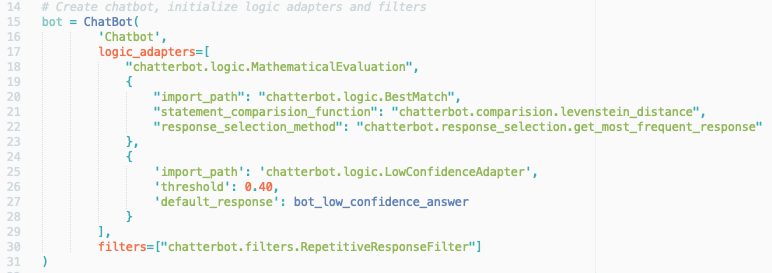 14 # Create chatbot, initialize logic adapters and filters
15 bot = ChatBot(
16 'Chatbot',
17 logic_adapters=[
18 "chatterbot.logic.MathematicalEvaluation",
19 {
20 "import_path": "chatterbot.logic.BestMatch",
21 "statement_comparision_function": "chatterbot.comparision.levenstein_distance",
22 "response_selection_method": "chatterbot.response_selection.get_most_frequent_response"
23 },
24 {
25 'import_path': 'chatterbot.logic.LowConfidenceAdapter',
26 'threshold': 0.40,
27 'default_response': bot_low_confidence_answer
28 }
29 ],
30 filters=["chatterbot.filters.RepetitiveResponseFilter"]
31 )